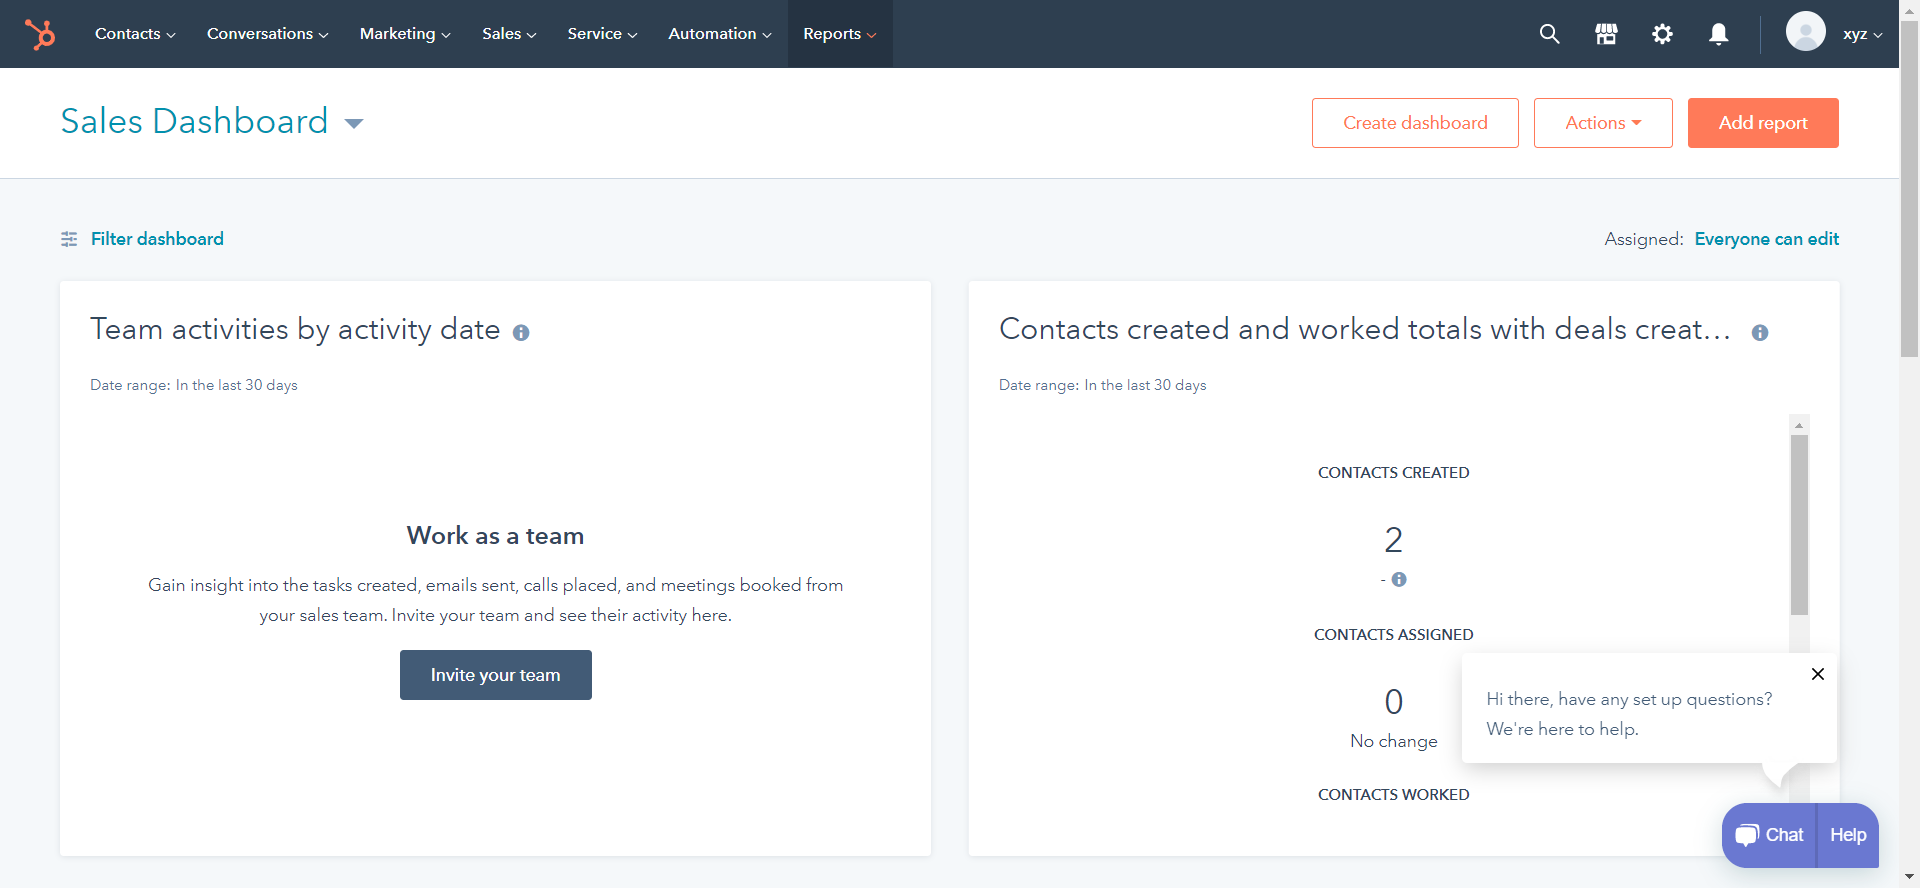 Contacts
Conversations
Marketing
Sales
Service
Automation
Reports
xyz
Sales Dashboard
Create dashboard
Actions
Add report
Filter dashboard
Assigned: Everyone can edit
Team activities by activity date
Date range: In the last 30 days
Work as a team
Gain insight into the tasks created, emails sent, calls placed, and meetings booked from
your sales team. Invite your team and see their activity here.
Invite your team
Contacts created and worked totals with deals creat...
Date range: In the last 30 days
CONTACTS CREATED
2
-
CONTACTS ASSIGNED
0
No change
CONTACTS WORKED
Hi there, have any set up questions?
We're here to help.
Chat
Help